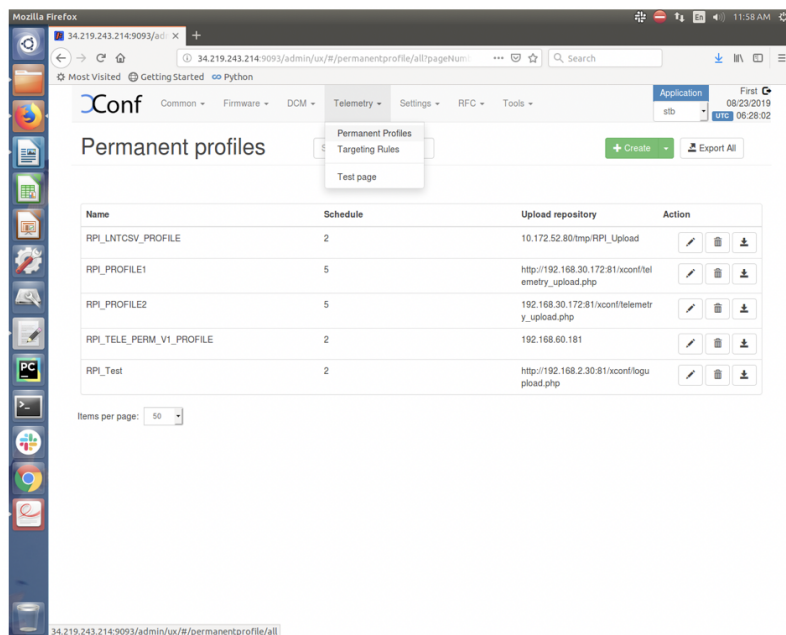 Mozilla Firefox
En
11:58 AM
34.219.243.214:9093/adm
34.219.243.214:9093/admin/ux/#/permanentprofile/all?pageNum
Search
Most Visited Getting Started Python
XConf Common Firmware DCM Telemetry Settings RFC Tools
Application
stb
First
08/23/2019
UTC 06:28:02
Permanent Profiles
Targeting Rules
Test page
Permanent profiles
Create
Export All
Name Schedule Upload repository Action
RPI_LNTCSV_PROFILE 2 10.172.52.80/tmp/RPI_Upload
RPI_PROFILE1 5 http://192.168.30.172:81/xconf/tel
emetry_upload.php
RPI_PROFILE2 5 192.168.30.172:81/xconf/telemetr
y_upload.php
RPI_TELE_PERM_V1_PROFILE 2 192.168.60.181
RPI_Test 2 http://192.168.2.30:81/xconf/logu
pload.php
Items per page: 50
34.219.243.214:9093/admin/ux/#/permanentprofile/all